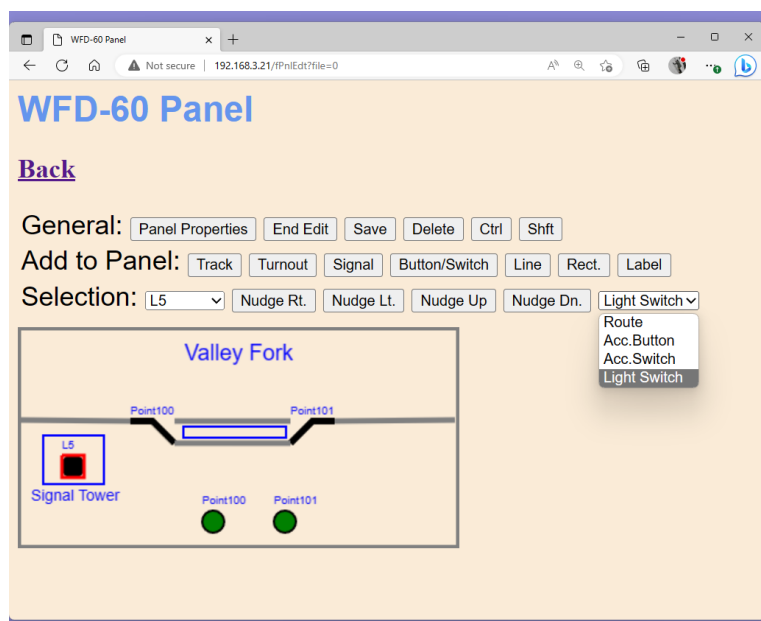 WFD-60 Panel
Not secure | 192.168.3.21/fPnlEdt?file=0
WFD-60 Panel
Back
General: Panel Properties End Edit Save Delete Ctrl Shft
Add to Panel: Track Turnout Signal Button/Switch Line Rect. Label
Selection: L5 Nudge Rt. Nudge Lt. Nudge Up Nudge Dn. Light Switch
Route
Acc.Button
Acc.Switch
Light Switch
Valley Fork
Point100 Point101
L5
Signal Tower
Point100 Point101